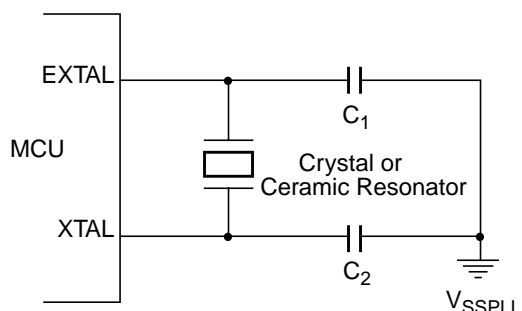 EXTAL
C1
MCU
Crystal or
Ceramic Resonator
XTAL
C2
VSSPLL